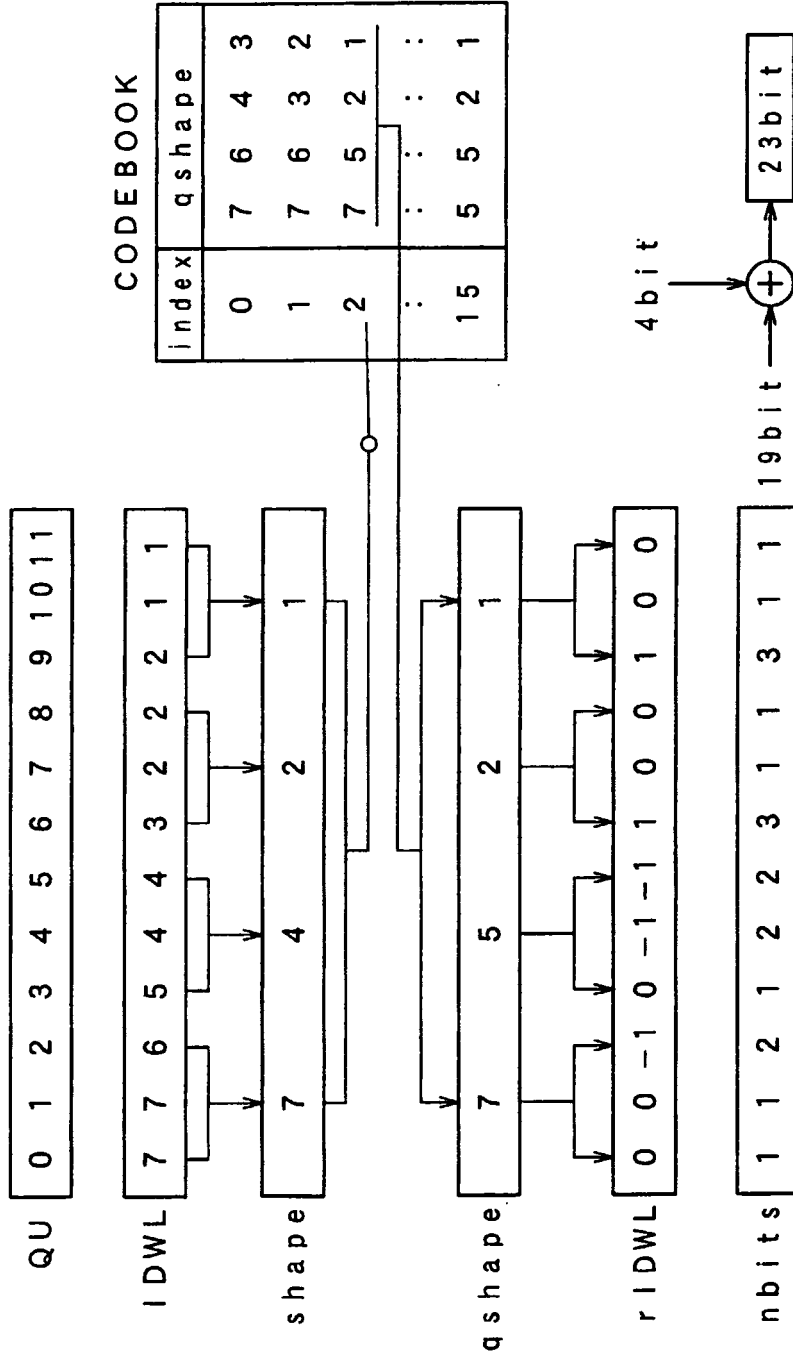 QU 0 1 2 3 4 5 6 7 8 9 10 11
IDWL 7 7 6 5 4 4 3 2 2 2 1 1
shape 7 4 2 1
qshape 7 5 2 1
rIDWL 0 0 -1 0 -1 -1 1 0 0 1 0 0
nbits 1 1 2 1 2 2 3 1 1 3 1 1
19bit
4bit
+
23bit
CODEBOOK
index qshape
0 7 6 4 3
1 7 6 3 2
2 7 5 2 1
: : : : :
15 5 5 2 1